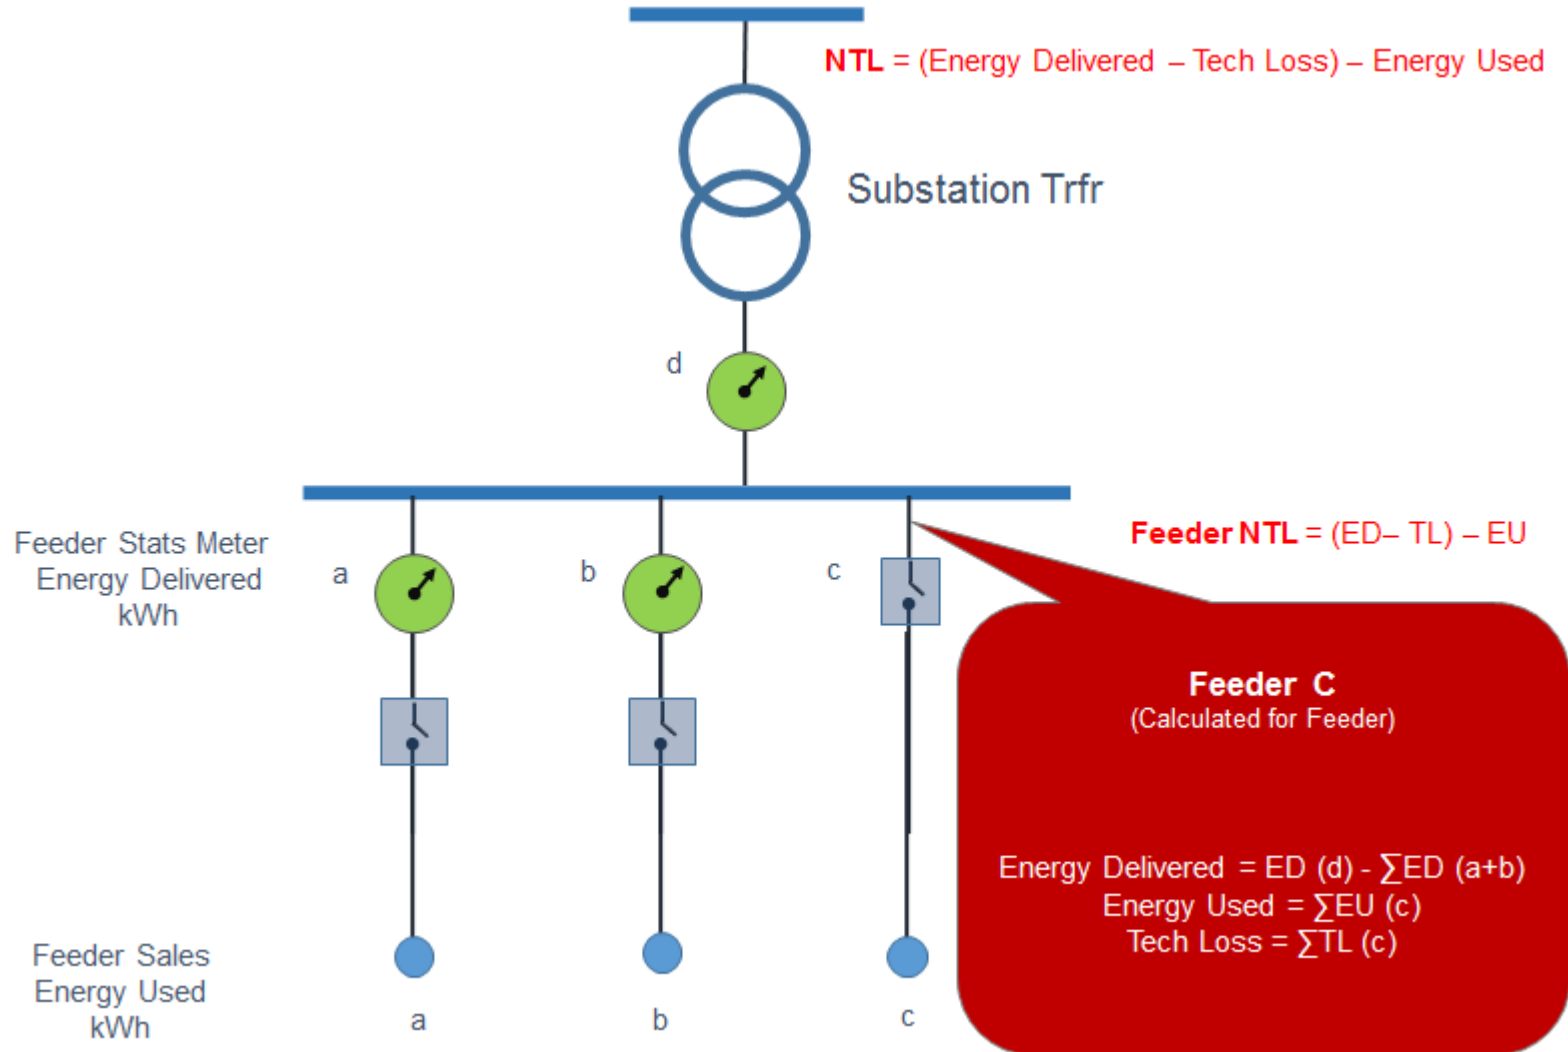 NTL = (Energy Delivered – Tech Loss) – Energy Used
Substation Trfr
d
Feeder Stats Meter
Energy Delivered
kWh
a
b
c
Feeder NTL = (ED– TL) – EU
Feeder C
(Calculated for Feeder)
Energy Delivered = ED (d) - ∑ED (a+b)
Energy Used = ∑EU (c)
Tech Loss = ∑TL (c)
Feeder Sales
Energy Used
kWh
a
b
c